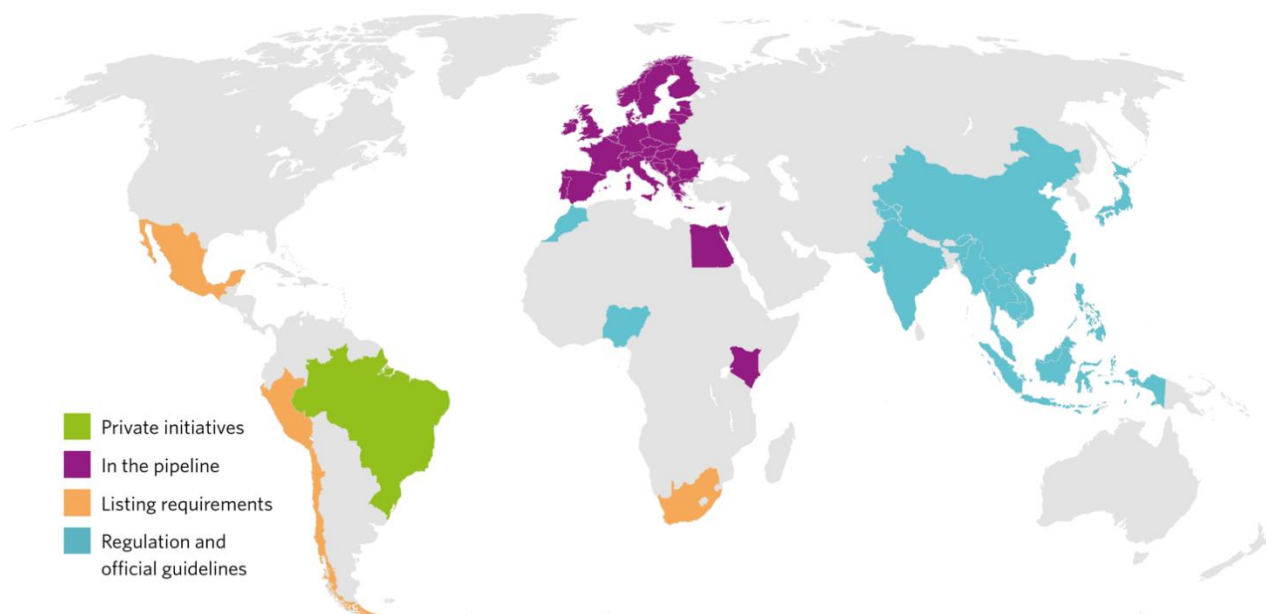 Private initiatives
In the pipeline
Listing requirements
Regulation and
official guidelines